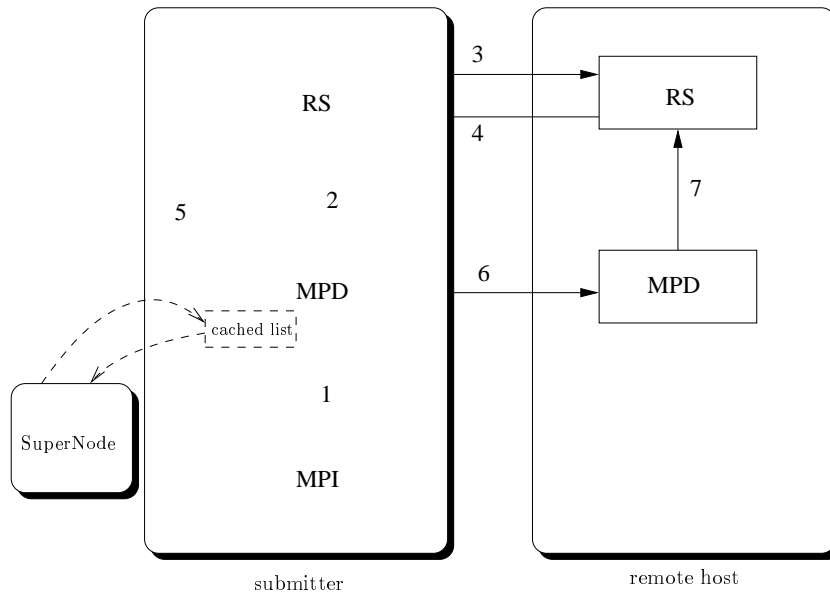 3
RS
RS
4
7
2
5
6
MPD
MPD
cached list
1
SuperNode
MPI
submitter
remote host